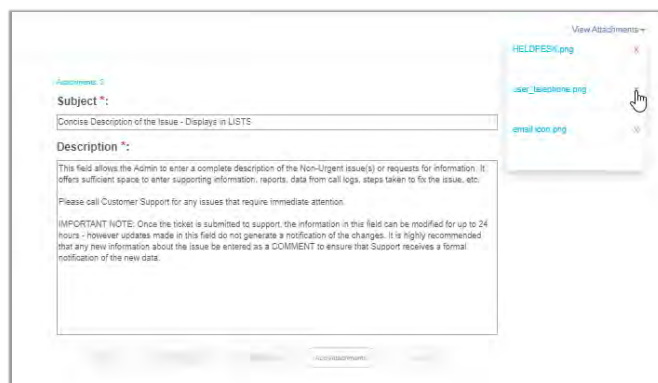 View Attachments
HELDPESK.png x
user_telephone.png
email icon.png x
Attachments: 3
Subject *:
Concise Description of the Issue - Displays in LISTS
Description *:
This field allows the Admin to enter a complete description of the Non-Urgent issue(s) or requests for information. It
offers sufficient space to enter supporting information, reports, data from call logs, steps taken to fix the issue, etc.
Please call Customer Support for any issues that require immediate attention.
IMPORTANT NOTE: Once the ticket is submitted to support, the information in this field can be modified for up to 24
hours - however updates made in this field do not generate a notification of the changes. It is highly recommended
that any new information about the issue be entered as a COMMENT to ensure that Support receives a formal
notification of the new data.